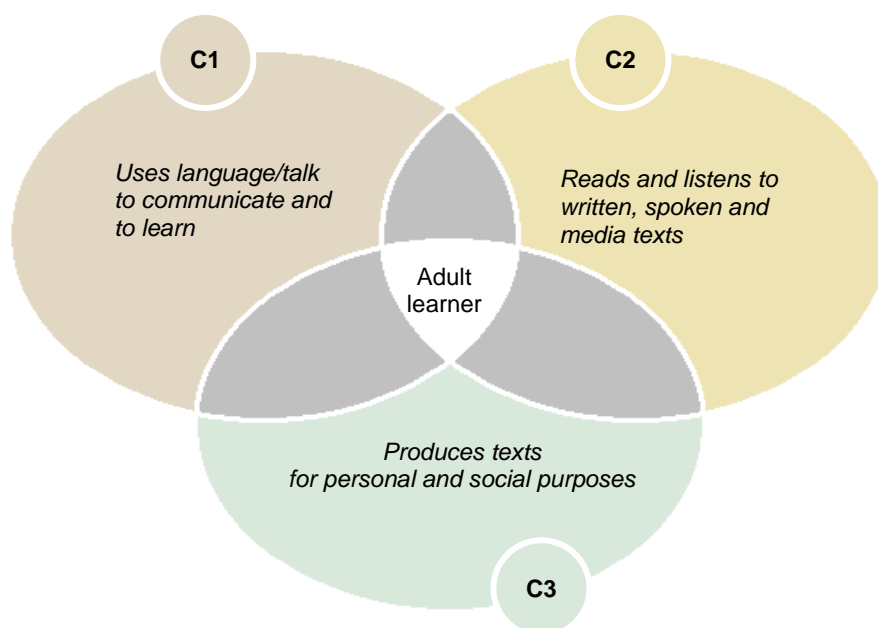 C1
C2
Uses language/talk
to communicate and
to learn
Reads and listens to
written, spoken and
media texts
Adult
learner
Produces texts
for personal and social purposes
C3